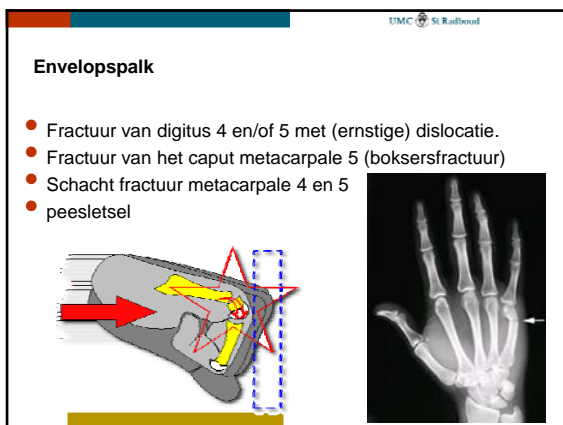 UMC St Radboud
Envelopspalk
Fractuur van digitus 4 en/of 5 met (ernstige) dislocatie.
Fractuur van het caput metacarpale 5 (boksersfractuur)
Schacht fractuur metacarpale 4 en 5
peesletsel